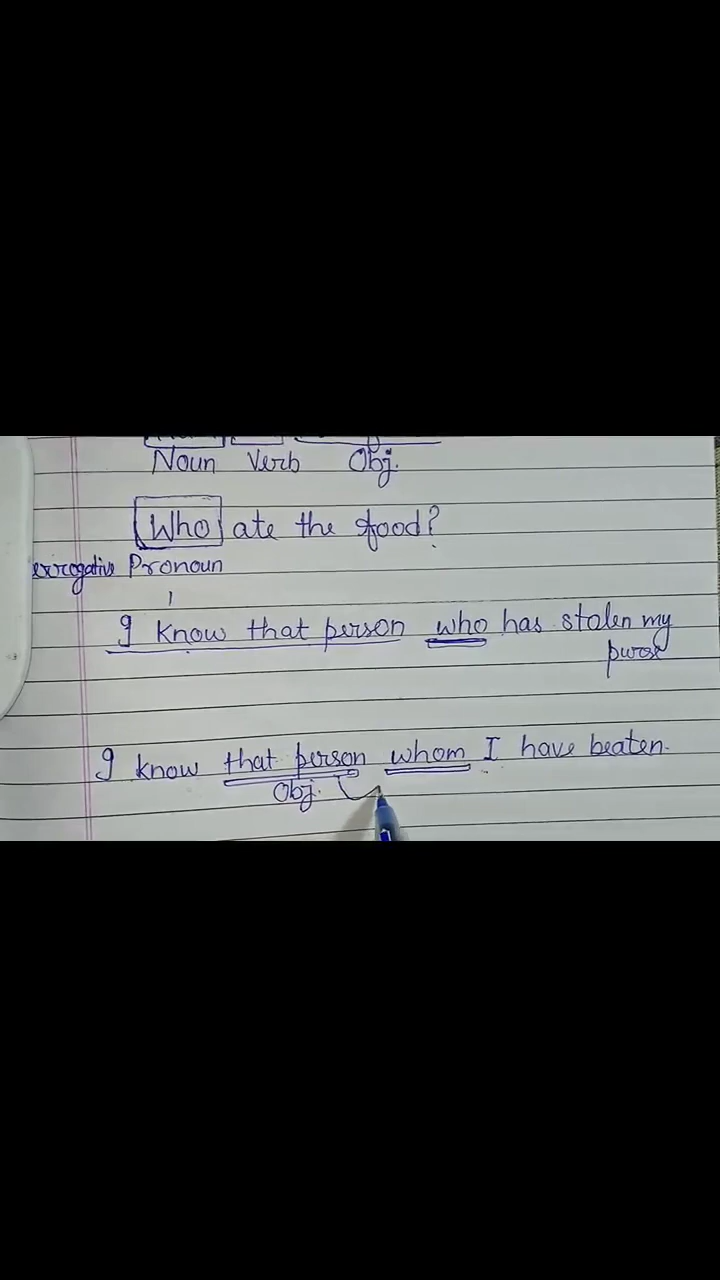 Noun Verb Obj.
Who ate the food?
errogative Pronoun
I know that person who has stolen my
purse
I know that person whom I have beaten.
Obj.